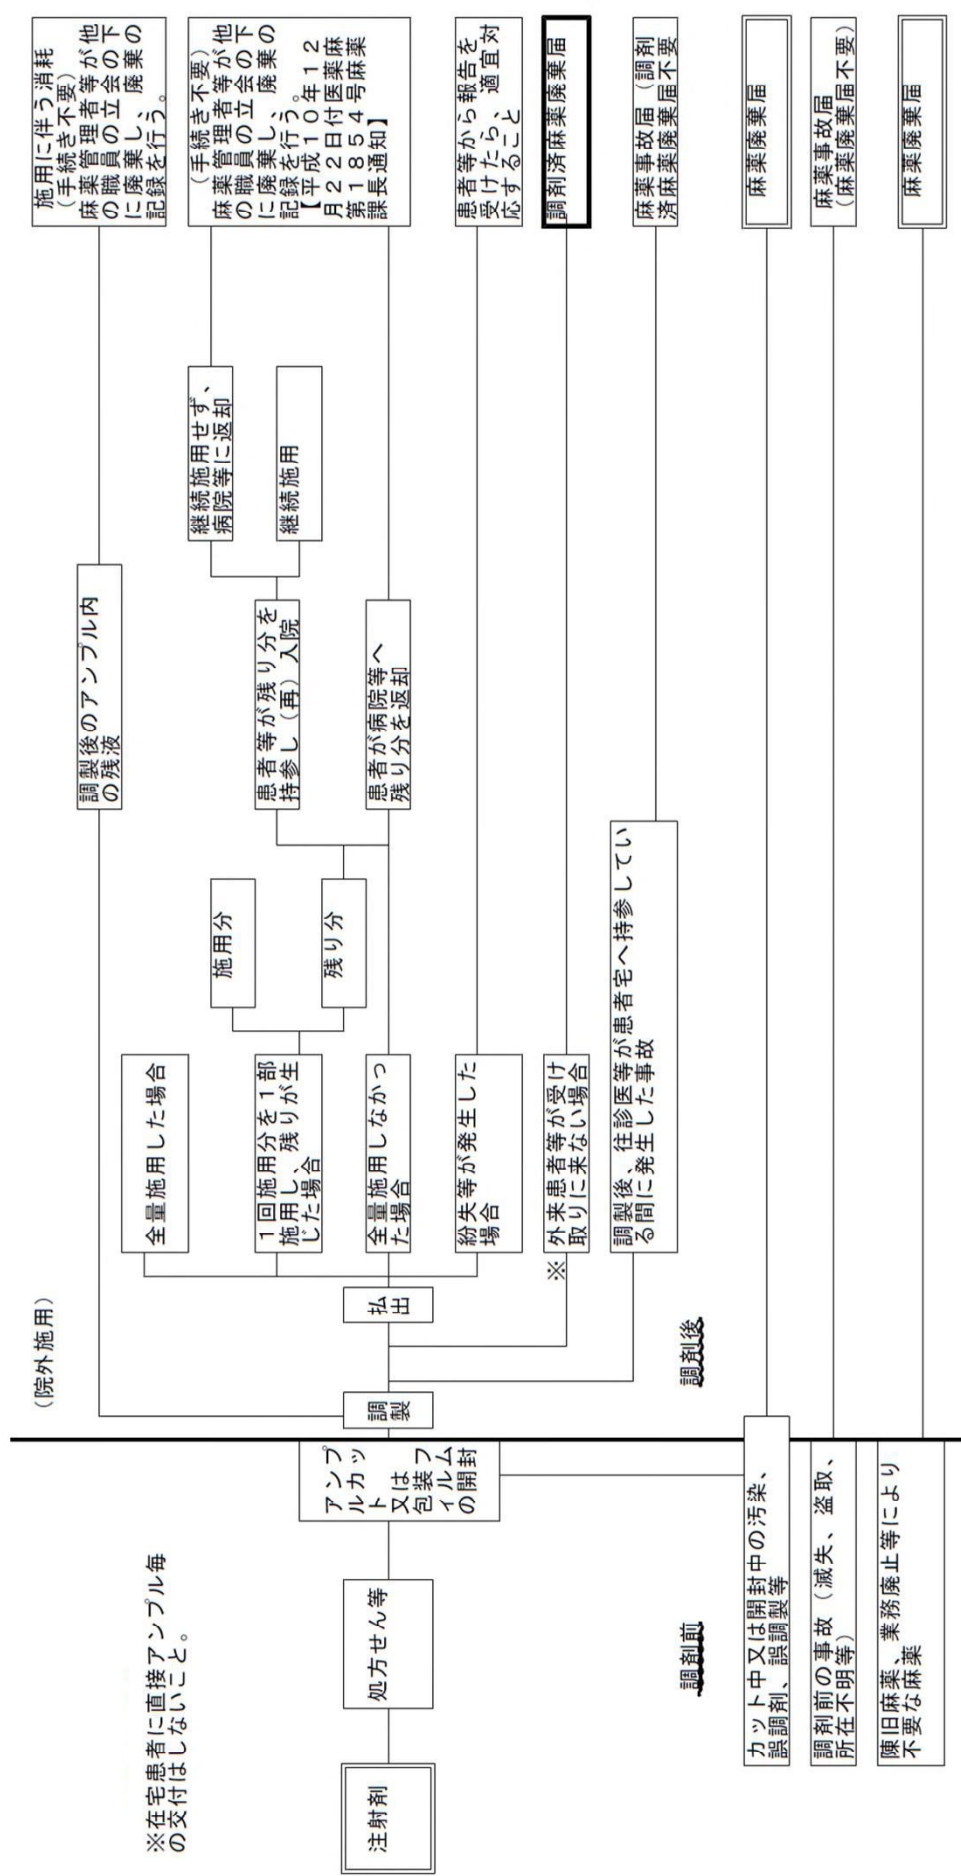 （院外施用）
※在宅患者に直接アンプル毎
の交付はしないこと。
注射剤
処方せん等
アンプ
ルカッ
ト
又は
包装フ
ィルム
の開封
調剤前
調剤後
調
製
払
出
調製後のアンプル内
の残液
施用に伴う消耗
（手続き不要）
麻薬管理者等が他
の職員の立会の下
に廃棄し、廃棄の
記録を行う。
全量施用した場合
１回施用分を１部
施用し、残りが生
じた場合
施用分
残り分
全量施用しなかっ
た場合
患者等が残り分を
持参し（再）入院
患者が病院等へ
残り分を返却
継続施用せず、
病院等に返却
継続施用
（手続き不要）
麻薬管理者等が他
の職員の立会の下
に廃棄し、廃棄の
記録を行う。
【平成１０年１２
月２２日付医薬麻
第１８５４号麻薬
課長通知】
紛失等が発生した
場合
患者等から報告を
受けたら、適宜対
応すること
※
外来患者等が受け
取りに来ない場合
調剤済麻薬廃棄届
調製後、往診医等が患者宅へ持参してい
る間に発生した事故
麻薬事故届（調剤
済麻薬廃棄届不要
カット中又は開封中の汚染、
誤調剤、誤調製等
麻薬廃棄届
調剤前の事故（滅失、盗取、
所在不明等）
麻薬事故届
（麻薬廃棄届不要）
陳旧麻薬、業務廃止等により
不要な麻薬
麻薬廃棄届